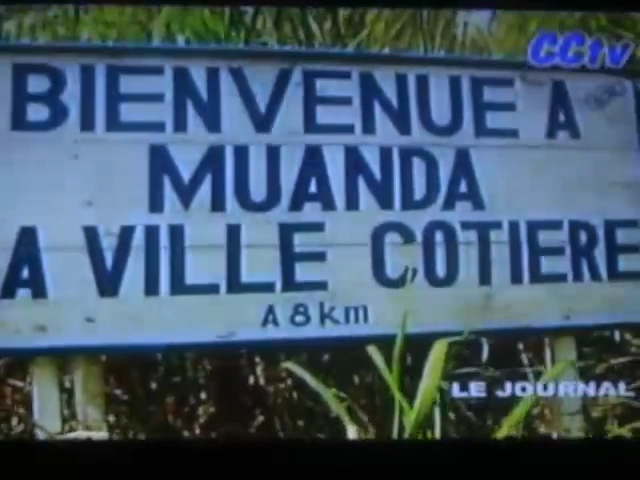 CCtv
BIENVENUE A
MUANDA
A VILLE COTIERE
A 8 km
LE JOURNAL